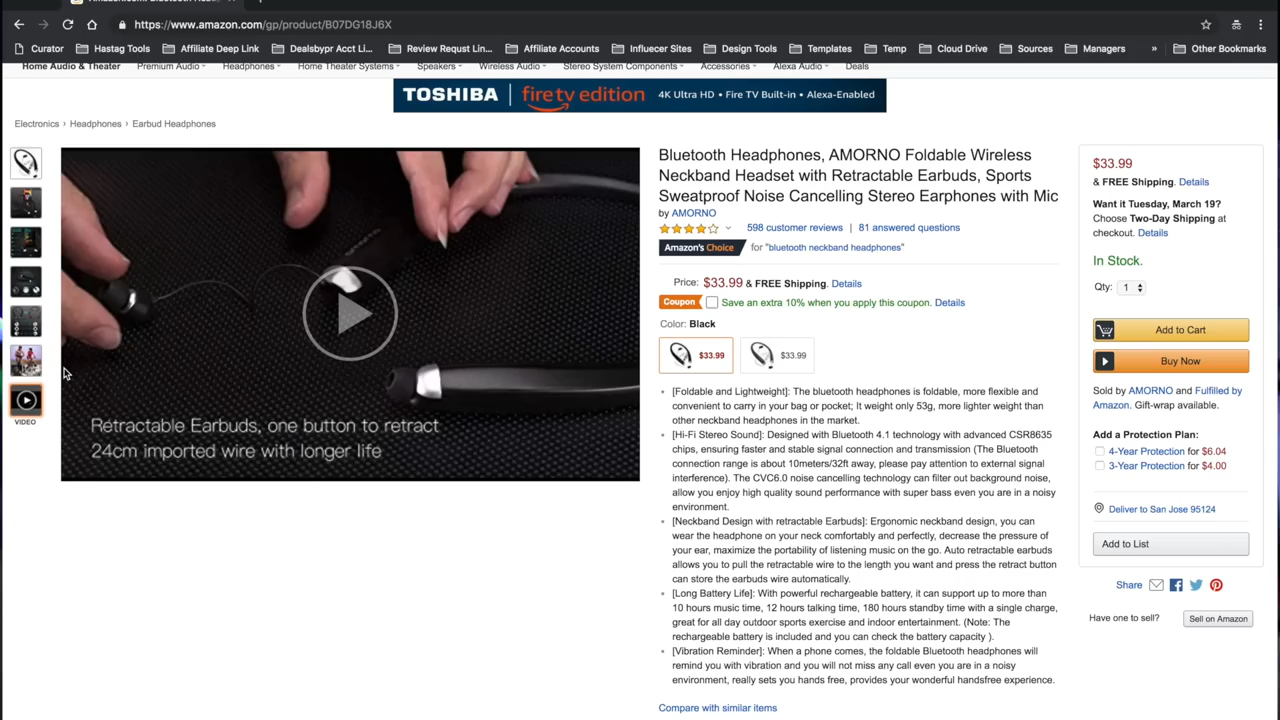 https://www.amazon.com/gp/product/B07DG18J6X
Curator Hastag Tools Affiliate Deep Link Dealsbypr Acct Li... Review Requst Lin... Affiliate Accounts Influecer Sites Design Tools Templates Temp Cloud Drive Sources Managers » Other Bookmarks
Home Audio & Theater Premium Audio Headphones Home Theater Systems Speakers Wireless Audio Stereo System Components Accessories Alexa Audio Deals
TOSHIBA | firetv edition 4K Ultra HD • Fire TV Built-in • Alexa-Enabled
Electronics › Headphones › Earbud Headphones
VIDEO
Retractable Earbuds, one button to retract
24cm imported wire with longer life
Bluetooth Headphones, AMORNO Foldable Wireless
Neckband Headset with Retractable Earbuds, Sports
Sweatproof Noise Cancelling Stereo Earphones with Mic
by AMORNO
598 customer reviews | 81 answered questions
Amazon's Choice for "bluetooth neckband headphones"
Price: $33.99 & FREE Shipping. Details
Coupon Save an extra 10% when you apply this coupon. Details
Color: Black
$33.99 $33.99
[Foldable and Lightweight]: The bluetooth headphones is foldable, more flexible and
convenient to carry in your bag or pocket; It weight only 53g, more lighter weight than
other neckband headphones in the market.
[Hi-Fi Stereo Sound]: Designed with Bluetooth 4.1 technology with advanced CSR8635
chips, ensuring faster and stable signal connection and transmission (The Bluetooth
connection range is about 10meters/32ft away, please pay attention to external signal
interference). The CVC6.0 noise cancelling technology can filter out background noise,
allow you enjoy high quality sound performance with super bass even you are in a noisy
environment.
[Neckband Design with retractable Earbuds]: Ergonomic neckband design, you can
wear the headphone on your neck comfortably and perfectly, decrease the pressure of
your ear, maximize the portability of listening music on the go. Auto retractable earbuds
allows you to pull the retractable wire to the length you want and press the retract button
can store the earbuds wire automatically.
[Long Battery Life]: With powerful rechargeable battery, it can support up to more than
10 hours music time, 12 hours talking time, 180 hours standby time with a single charge,
great for all day outdoor sports exercise and indoor entertainment. (Note: The
rechargeable battery is included and you can check the battery capacity ).
[Vibration Reminder]: When a phone comes, the foldable Bluetooth headphones will
remind you with vibration and you will not miss any call even you are in a noisy
environment, really sets you hands free, provides your wonderful handsfree experience.
Compare with similar items
$33.99
& FREE Shipping. Details
Want it Tuesday, March 19?
Choose Two-Day Shipping at
checkout. Details
In Stock.
Qty: 1
Add to Cart
Buy Now
Sold by AMORNO and Fulfilled by
Amazon. Gift-wrap available.
Add a Protection Plan:
4-Year Protection for $6.04
3-Year Protection for $4.00
Deliver to San Jose 95124
Add to List
Share
Have one to sell? Sell on Amazon